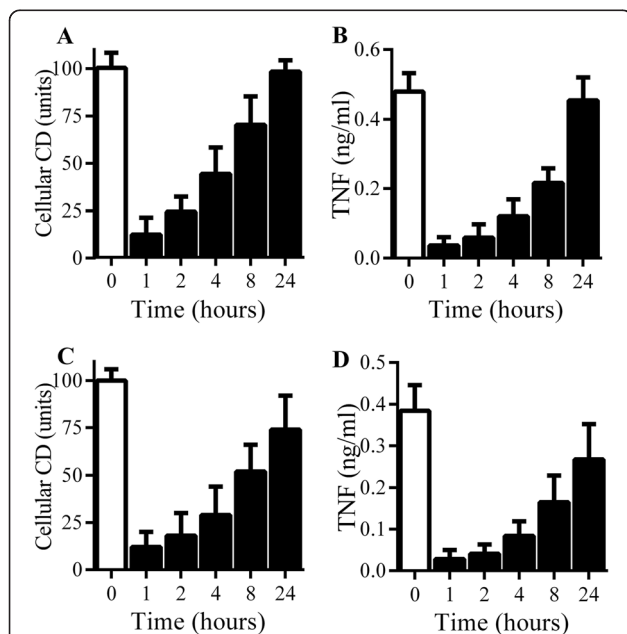 A
Cellular CD (units)
100
75
50
25
0
0 1 2 4 8 24
Time (hours)
B
TNF (ng/ml)
0.6
0.4
0.2
0.0
0 1 2 4 8 24
Time (hours)
C
Cellular CD (units)
100
75
50
25
0
0 1 2 4 8 24
Time (hours)
D
TNF (ng/ml)
0.5
0.4
0.3
0.2
0.1
0.0
0 1 2 4 8 24
Time (hours)